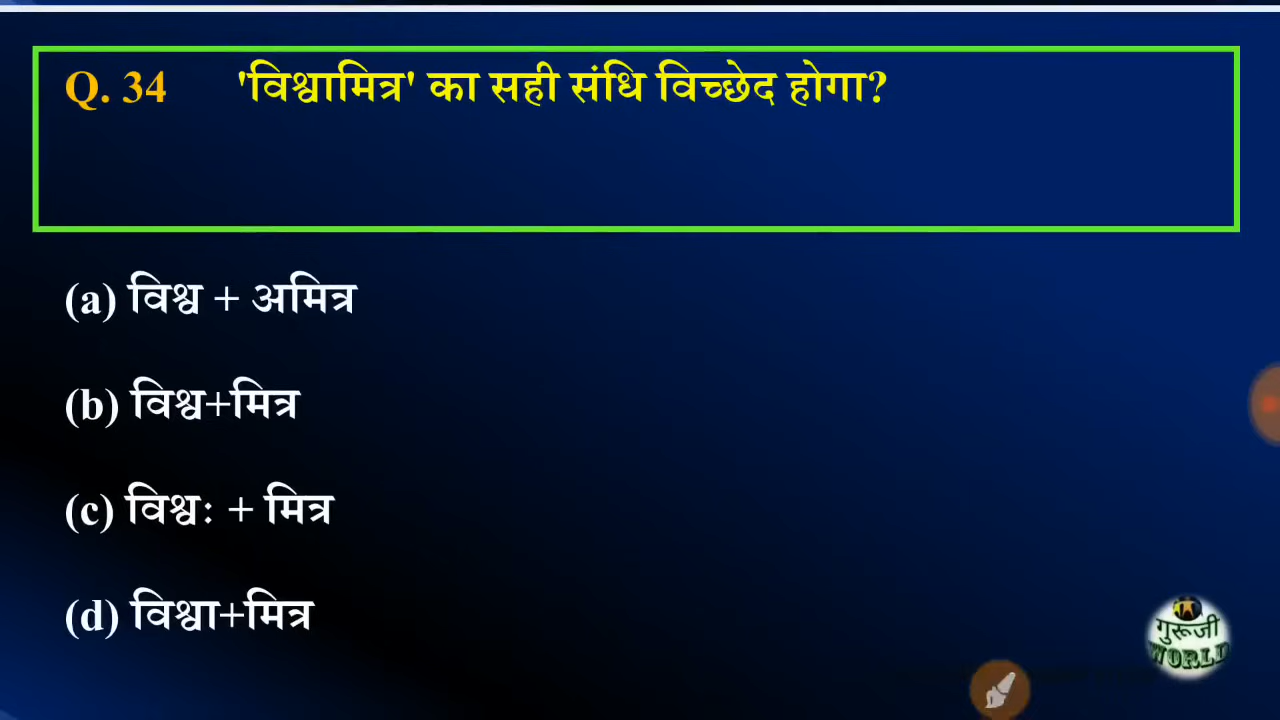 Q. 34 'विश्वामित्र' का सही संधि विच्छेद होगा?
(a) विश्व + अमित्र
(b) विश्व+मित्र
(c) विश्वः + मित्र
(d) विश्वा+मित्र
गुरूजी
WORLD